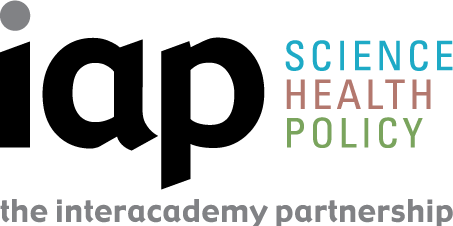 iap
SCIENCE
HEALTH
POLICY
the interacademy partnership